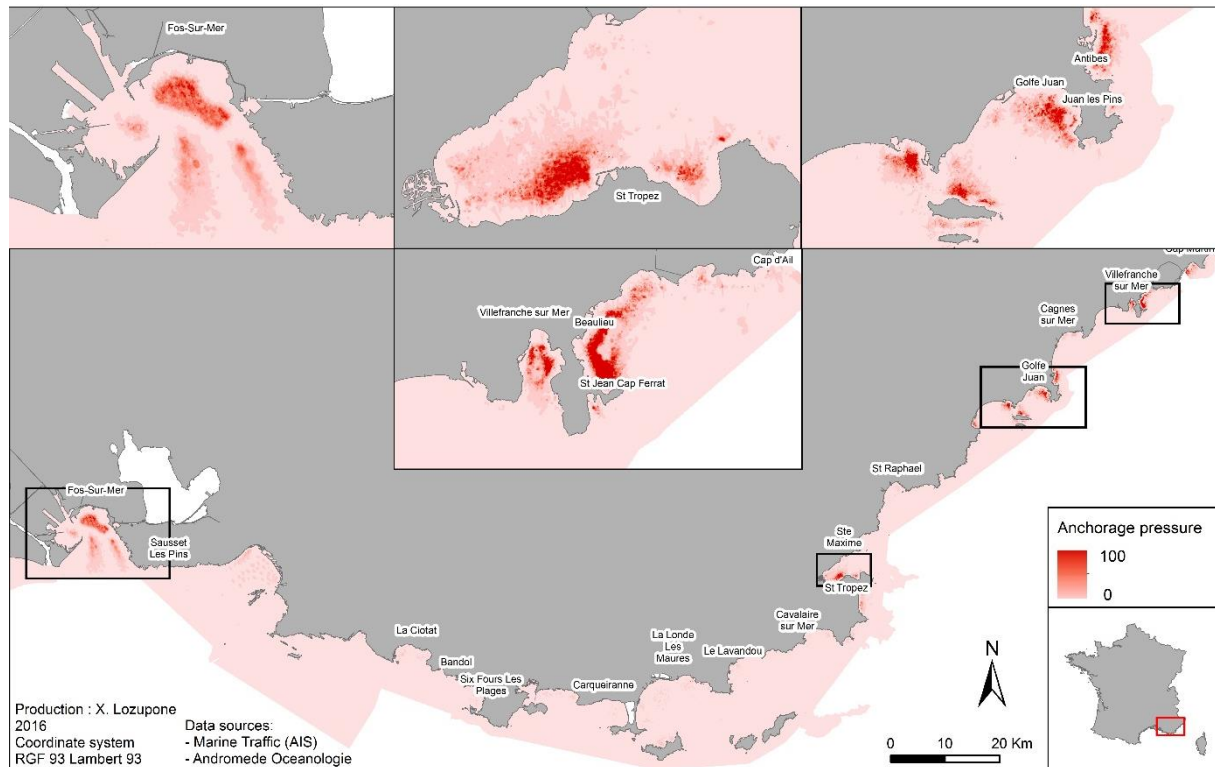 Fos-Sur-Mer
St Tropez
Antibes
Golfe Juan
Juan les Pins
Cap d'Ail
Villefranche sur Mer
Beaulieu
St Jean Cap Ferrat
Villefranche
sur Mer
Cagnes
sur Mer
Golfe
Juan
St Raphael
Fos-Sur-Mer
Sausset
Les Pins
Ste
Maxime
St Tropez
Cavalaire
sur Mer
La Ciotat
Bandol
Six Fours Les
Plages
Carqueiranne
La Londe
Les
Maures
Le Lavandou
Anchorage pressure
100
0
N
0 10 20 Km
Production : X. Lozupone
2016
Coordinate system
RGF 93 Lambert 93
Data sources:
- Marine Traffic (AIS)
- Andromede Oceanologie